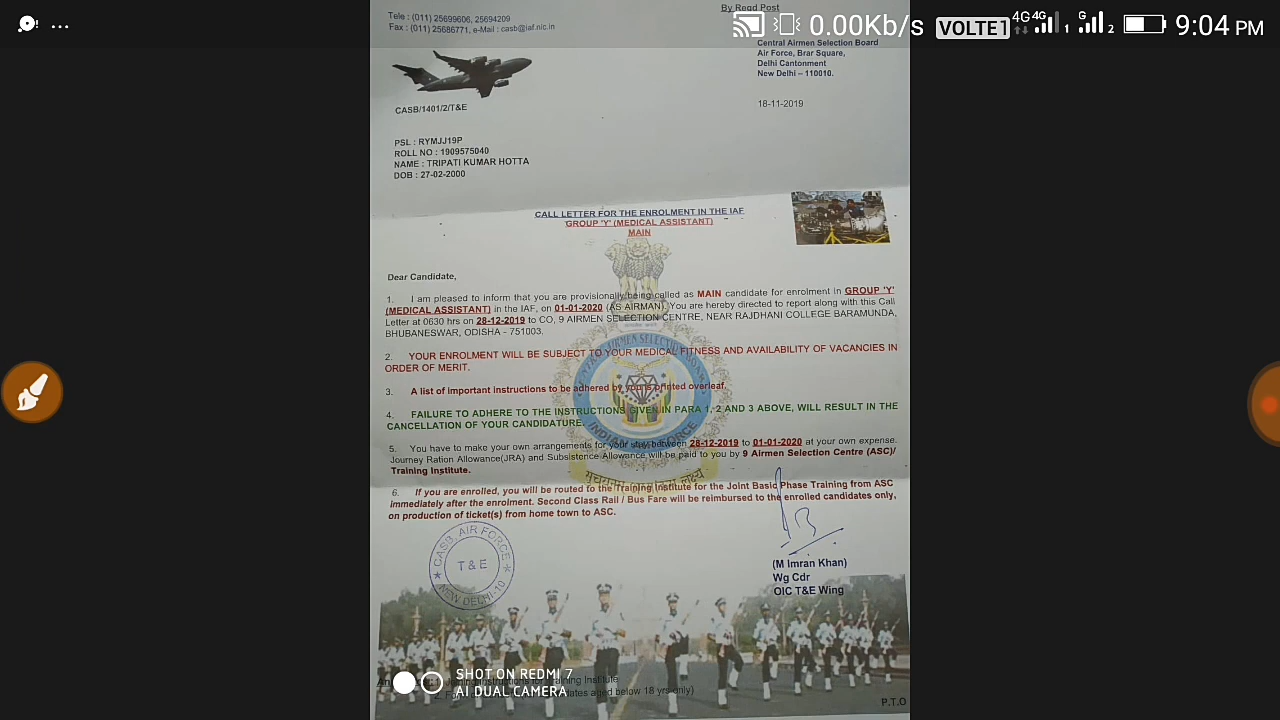 0.00Kb/s VOLTE1 4G 4G 1 G 2 9:04 PM
By Regd Post
Tele : (011) 25699606, 25694209
Fax : (011) 25686771, e-Mail : casb@iaf.nic.in
Central Airmen Selection Board
Air Force, Brar Square,
Delhi Cantonment
New Delhi – 110010.
CASB/1401/2/T&E
18-11-2019
PSL : RYMJJ19P
ROLL NO : 1909575040
NAME : TRIPATI KUMAR HOTTA
DOB : 27-02-2000
CALL LETTER FOR THE ENROLMENT IN THE IAF
'GROUP 'Y' (MEDICAL ASSISTANT)
MAIN
Dear Candidate,
1. I am pleased to inform that you are provisionally being called as MAIN candidate for enrolment in GROUP 'Y'
(MEDICAL ASSISTANT) in the IAF, on 01-01-2020 (AS AIRMAN). You are hereby directed to report along with this Call
Letter at 0630 hrs on 28-12-2019 to CO, 9 AIRMEN SELECTION CENTRE, NEAR RAJDHANI COLLEGE BARAMUNDA,
BHUBANESWAR, ODISHA - 751003.
2. YOUR ENROLMENT WILL BE SUBJECT TO YOUR MEDICAL FITNESS AND AVAILABILITY OF VACANCIES IN
ORDER OF MERIT.
3. A list of important instructions to be adhered by you is printed overleaf.
4. FAILURE TO ADHERE TO THE INSTRUCTIONS GIVEN IN PARA 1, 2 AND 3 ABOVE, WILL RESULT IN THE
CANCELLATION OF YOUR CANDIDATURE.
5. You have to make your own arrangements for your stay between 28-12-2019 to 01-01-2020 at your own expense.
Journey Ration Allowance(JRA) and Subsistence Allowance will be paid to you by 9 Airmen Selection Centre (ASC)/
Training Institute.
6. If you are enrolled, you will be routed to the Training Institute for the Joint Basic Phase Training from ASC
immediately after the enrolment. Second Class Rail / Bus Fare will be reimbursed to the enrolled candidates only,
on production of ticket(s) from home town to ASC.
CASB, AIR FORCE
T & E
NEW DELHI-10
(M Imran Khan)
Wg Cdr
OIC T&E Wing
SHOT ON REDMI 7
AI DUAL CAMERA
Joining Instructions for Training Institute
aged below 18 yrs only)
P.T.O